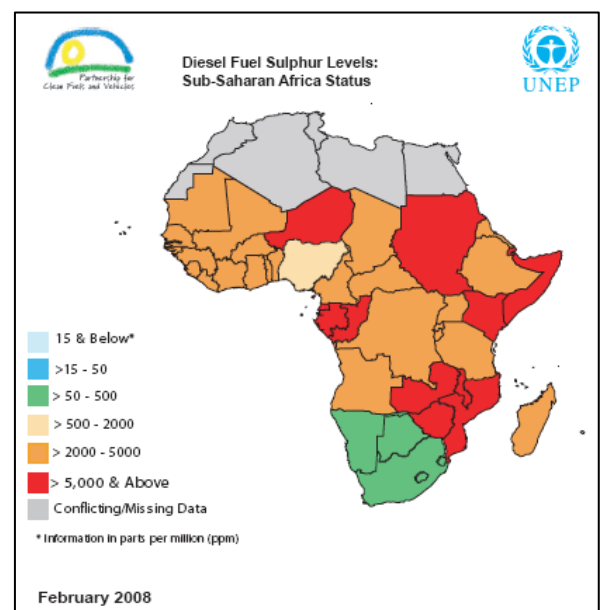 Partnership for
Clean Fuels and Vehicles
Diesel Fuel Sulphur Levels:
Sub-Saharan Africa Status
UNEP
15 & Below*
>15 - 50
> 50 - 500
> 500 - 2000
> 2000 - 5000
> 5,000 & Above
Conflicting/Missing Data
* Information in parts per million (ppm)
February 2008